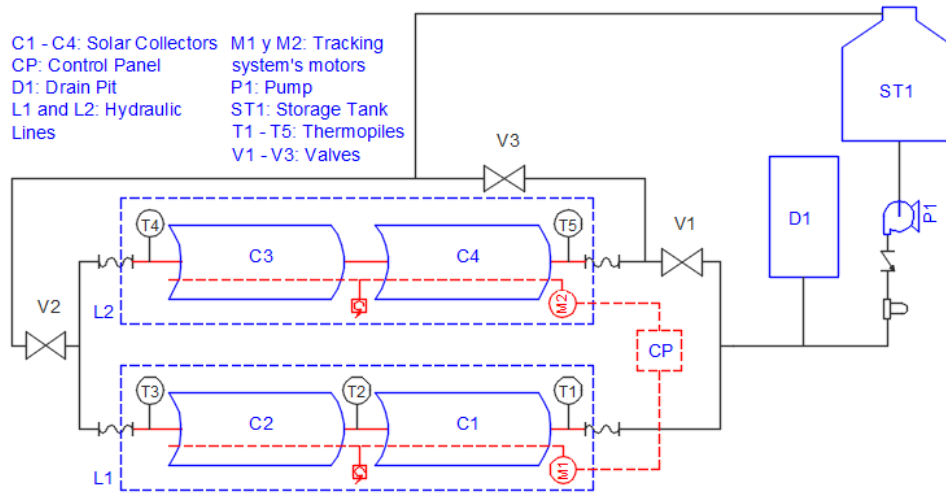 C1 - C4: Solar Collectors
CP: Control Panel
D1: Drain Pit
L1 and L2: Hydraulic
Lines
M1 y M2: Tracking
system's motors
P1: Pump
ST1: Storage Tank
T1 - T5: Thermopiles
V1 - V3: Valves
ST1
V3
D1
P1
T4
T5
V1
C3
C4
V2
L2
M2
CP
T3
T2
T1
C2
C1
L1
M1